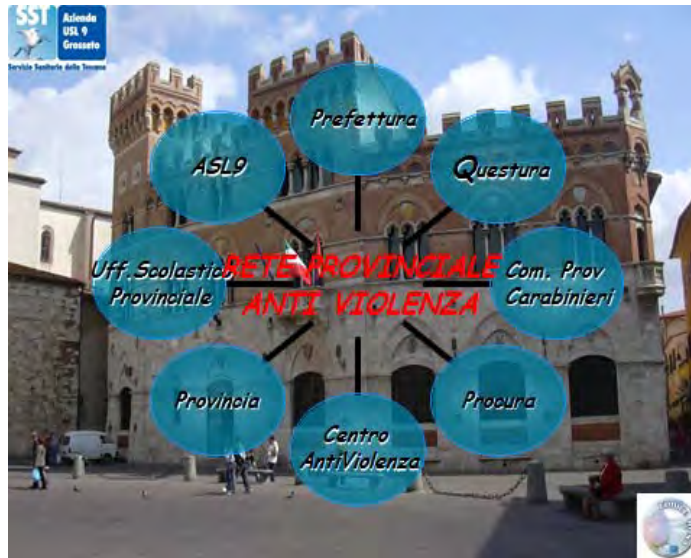 SST
Azienda
USL 9
Grosseto
Servizio Sanitario della Toscana
Prefettura
ASL9
Questura
Uff.Scolastico
Provinciale
RETE PROVINCIALE
ANTI VIOLENZA
Com. Prov
Carabinieri
Provincia
Procura
Centro
AntiViolenza